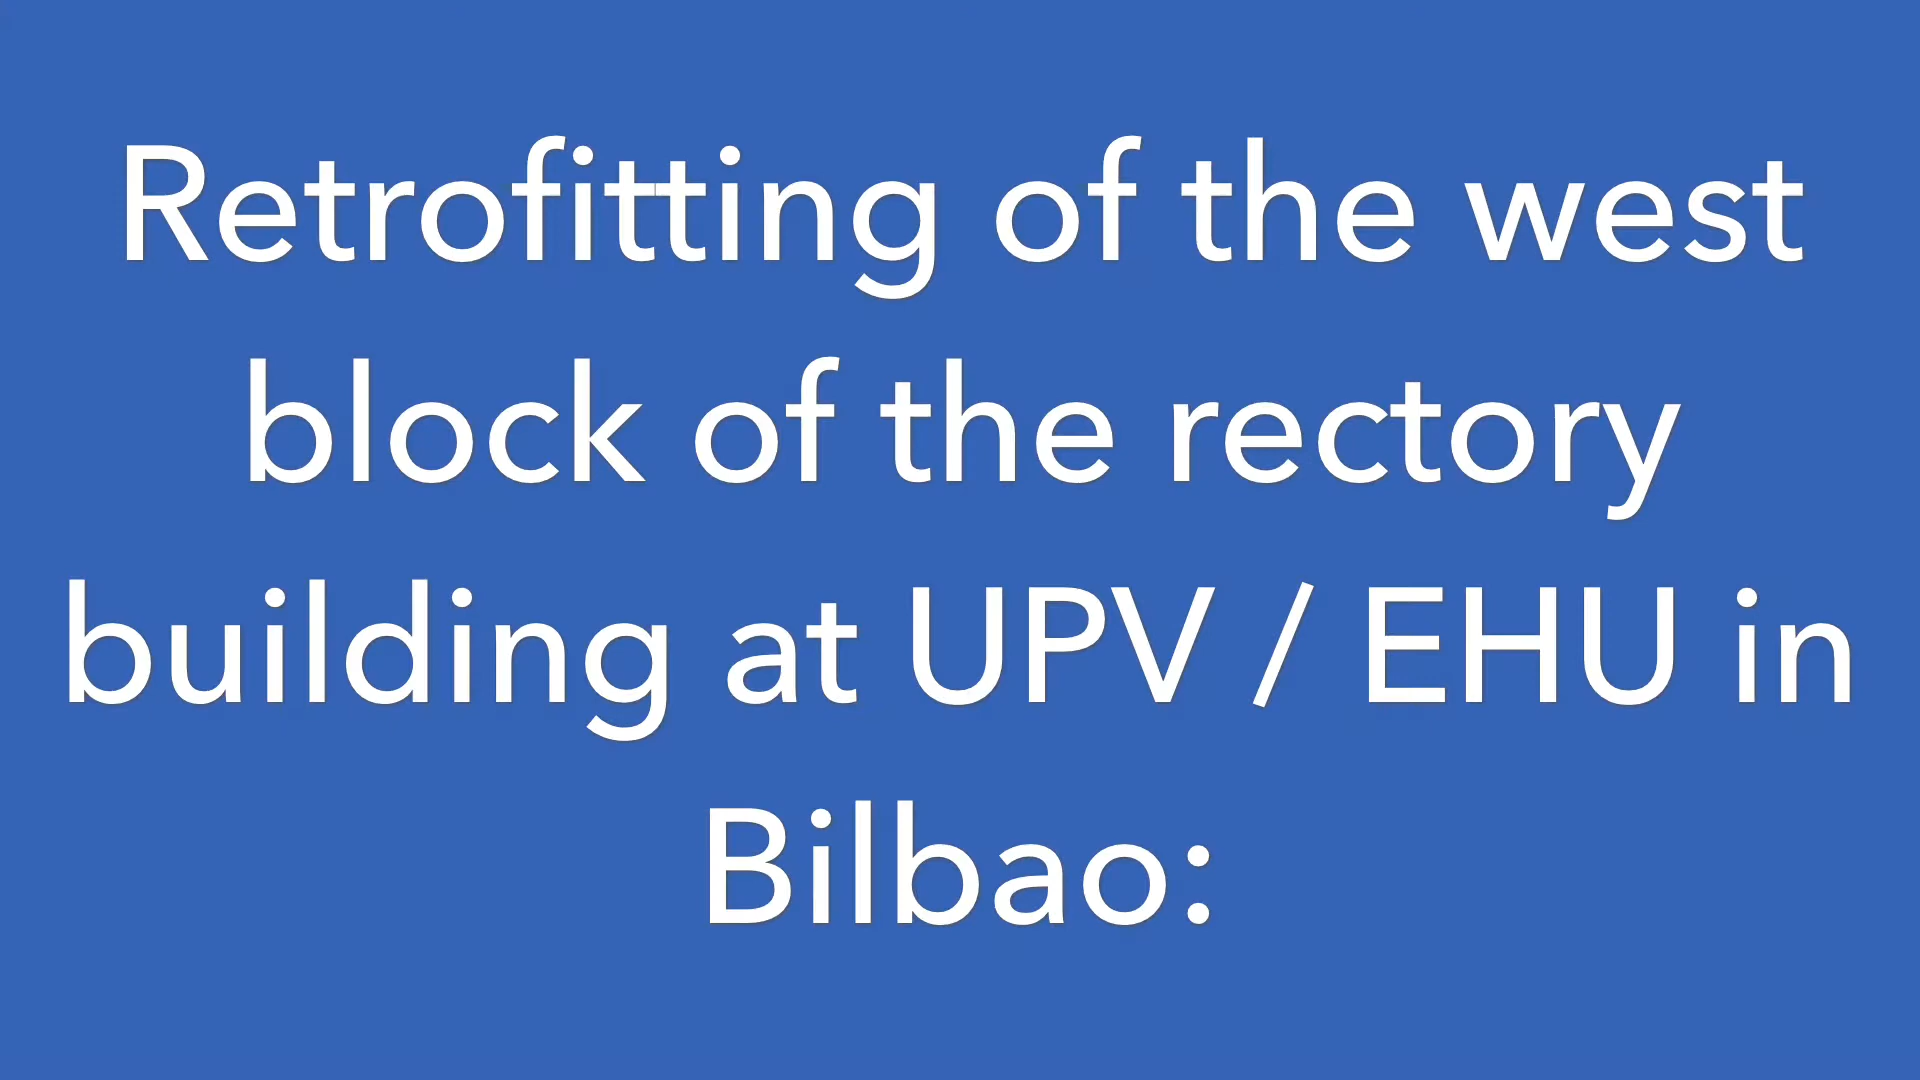 Retrofitting of the west
block of the rectory
building at UPV / EHU in
Bilbao: